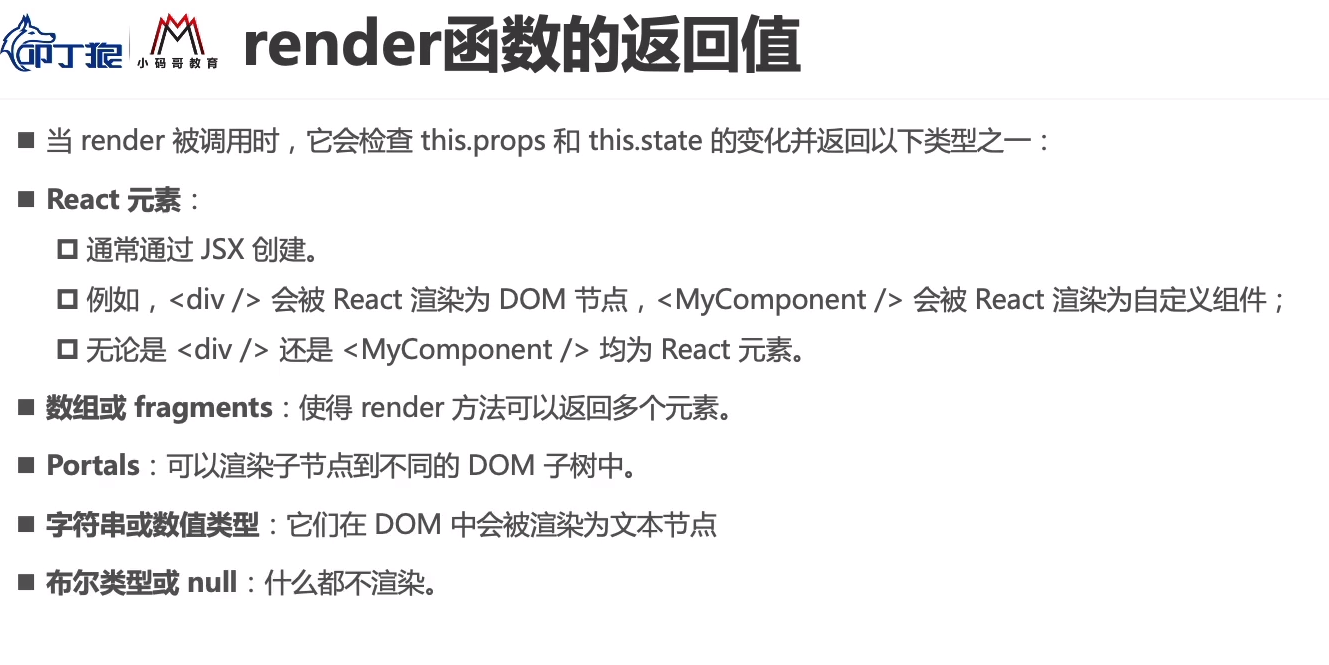 叩丁狼
小码哥教育
render函数的返回值
当 render 被调用时，它会检查 this.props 和 this.state 的变化并返回以下类型之一：
React 元素：
通常通过 JSX 创建。
例如，<div /> 会被 React 渲染为 DOM 节点，<MyComponent /> 会被 React 渲染为自定义组件；
无论是 <div /> 还是 <MyComponent /> 均为 React 元素。
数组或 fragments：使得 render 方法可以返回多个元素。
Portals：可以渲染子节点到不同的 DOM 子树中。
字符串或数值类型：它们在 DOM 中会被渲染为文本节点
布尔类型或 null：什么都不渲染。